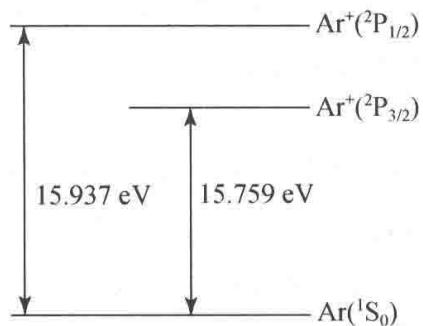 Ar⁺(²P₁/₂)
Ar⁺(²P₃/₂)
15.937 eV 15.759 eV
Ar(¹S₀)